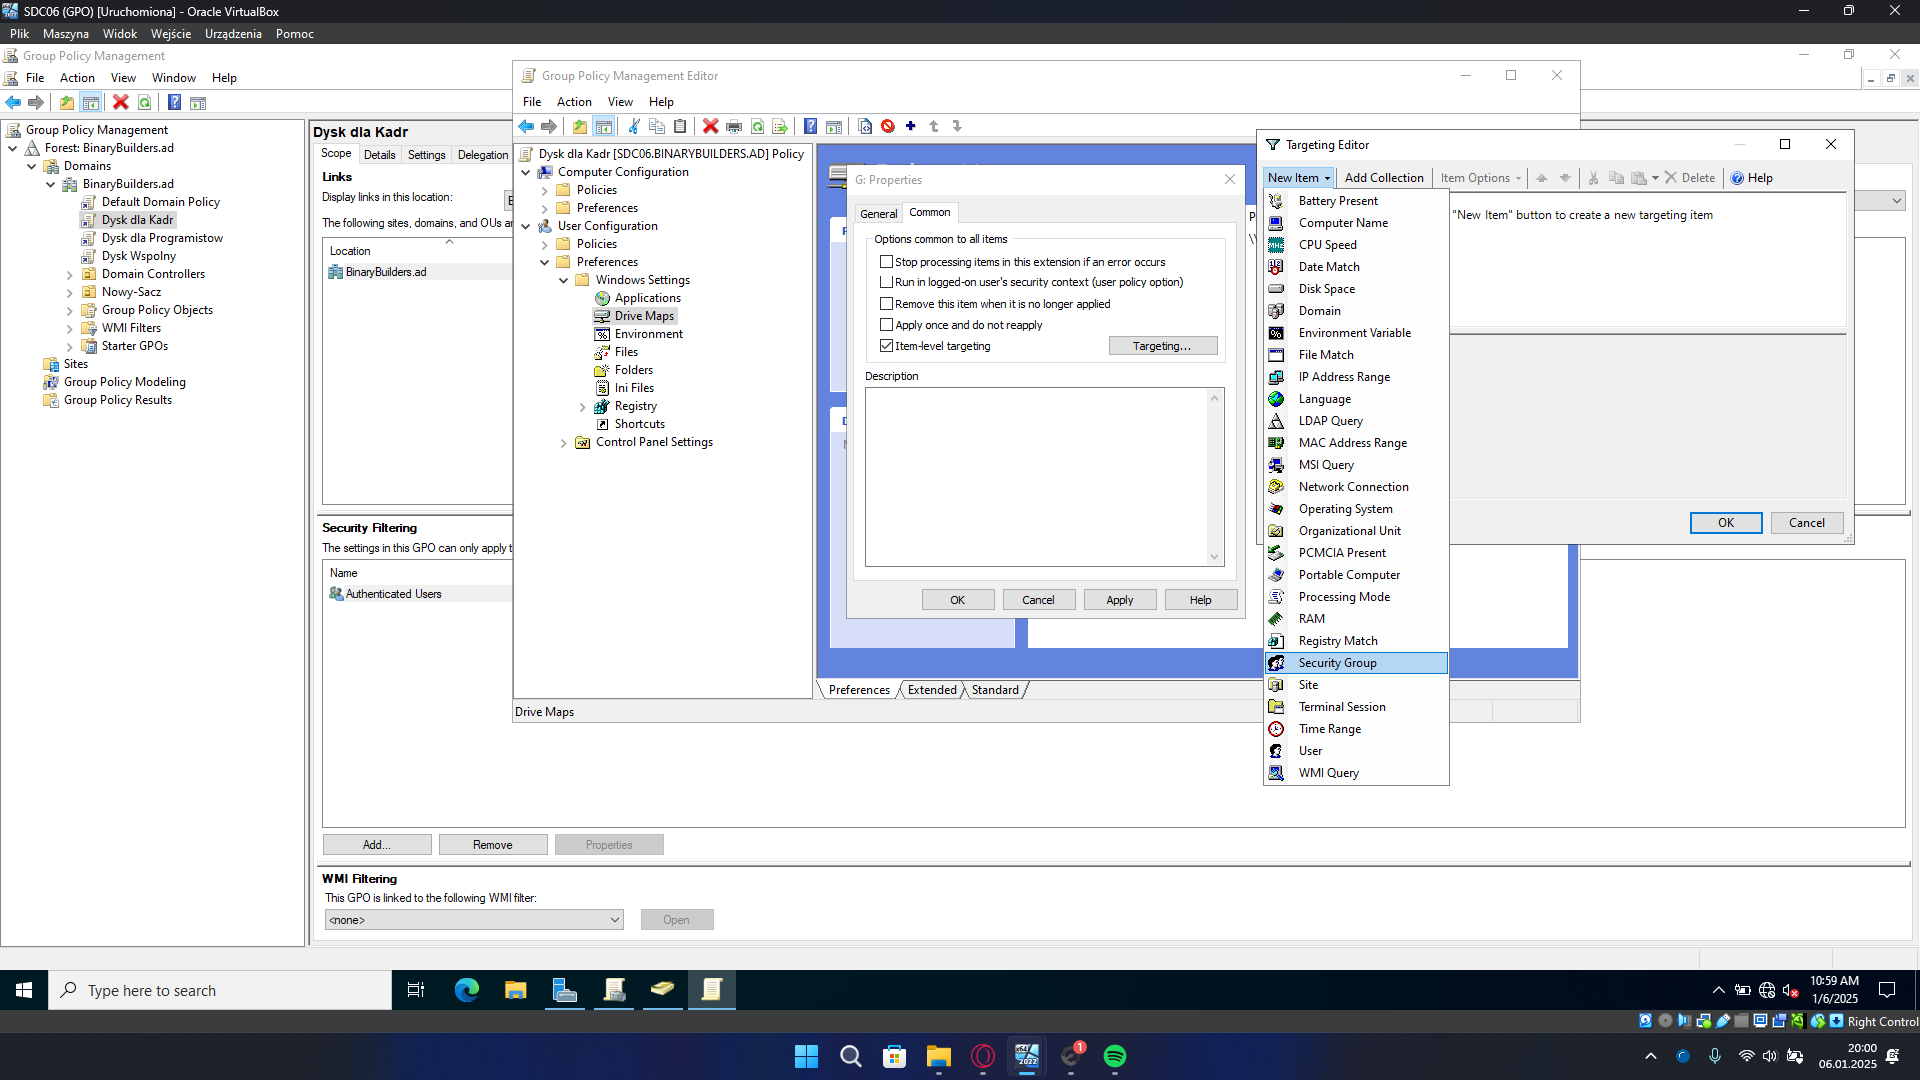 SDC06 (GPO) [Uruchomiona] - Oracle VirtualBox
Plik Maszyna Widok Wejście Urządzenia Pomoc
Group Policy Management
File Action View Window Help
Group Policy Management
Forest: BinaryBuilders.ad
Domains
BinaryBuilders.ad
Default Domain Policy
Dysk dla Kadr
Dysk dla Programistow
Dysk Wspolny
Domain Controllers
Nowy-Sacz
Group Policy Objects
WMI Filters
Starter GPOs
Sites
Group Policy Modeling
Group Policy Results
Dysk dla Kadr
Scope Details Settings Delegation
Links
Display links in this location:
The following sites, domains, and OUs ar
Location
BinaryBuilders.ad
Security Filtering
The settings in this GPO can only apply t
Name
Authenticated Users
Add... Remove Properties
WMI Filtering
This GPO is linked to the following WMI filter:
<none> Open
Group Policy Management Editor
File Action View Help
Dysk dla Kadr [SDC06.BINARYBUILDERS.AD] Policy
Computer Configuration
Policies
Preferences
User Configuration
Policies
Preferences
Windows Settings
Applications
Drive Maps
Environment
Files
Folders
Ini Files
Registry
Shortcuts
Control Panel Settings
Preferences Extended Standard
Drive Maps
G: Properties
General Common
Options common to all items
Stop processing items in this extension if an error occurs
Run in logged-on user's security context (user policy option)
Remove this item when it is no longer applied
Apply once and do not reapply
Item-level targeting Targeting...
Description
OK Cancel Apply Help
Targeting Editor
New Item Add Collection Item Options Delete Help
"New Item" button to create a new targeting item
Battery Present
Computer Name
CPU Speed
Date Match
Disk Space
Domain
Environment Variable
File Match
IP Address Range
Language
LDAP Query
MAC Address Range
MSI Query
Network Connection
Operating System
Organizational Unit
PCMCIA Present
Portable Computer
Processing Mode
RAM
Registry Match
Security Group
Site
Terminal Session
Time Range
User
WMI Query
OK Cancel
Type here to search
10:59 AM
1/6/2025
Right Control
1
20:00
06.01.2025